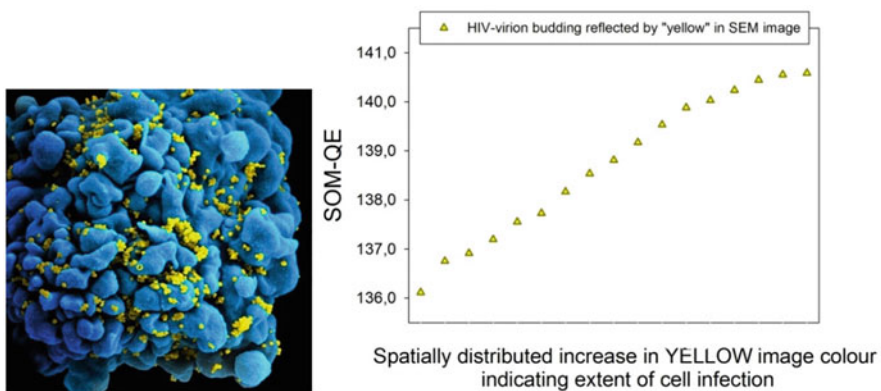 HIV-virion budding reflected by "yellow" in SEM image
141,0
140,0
139,0
138,0
137,0
136,0
SOM-QE
Spatially distributed increase in YELLOW image colour
indicating extent of cell infection